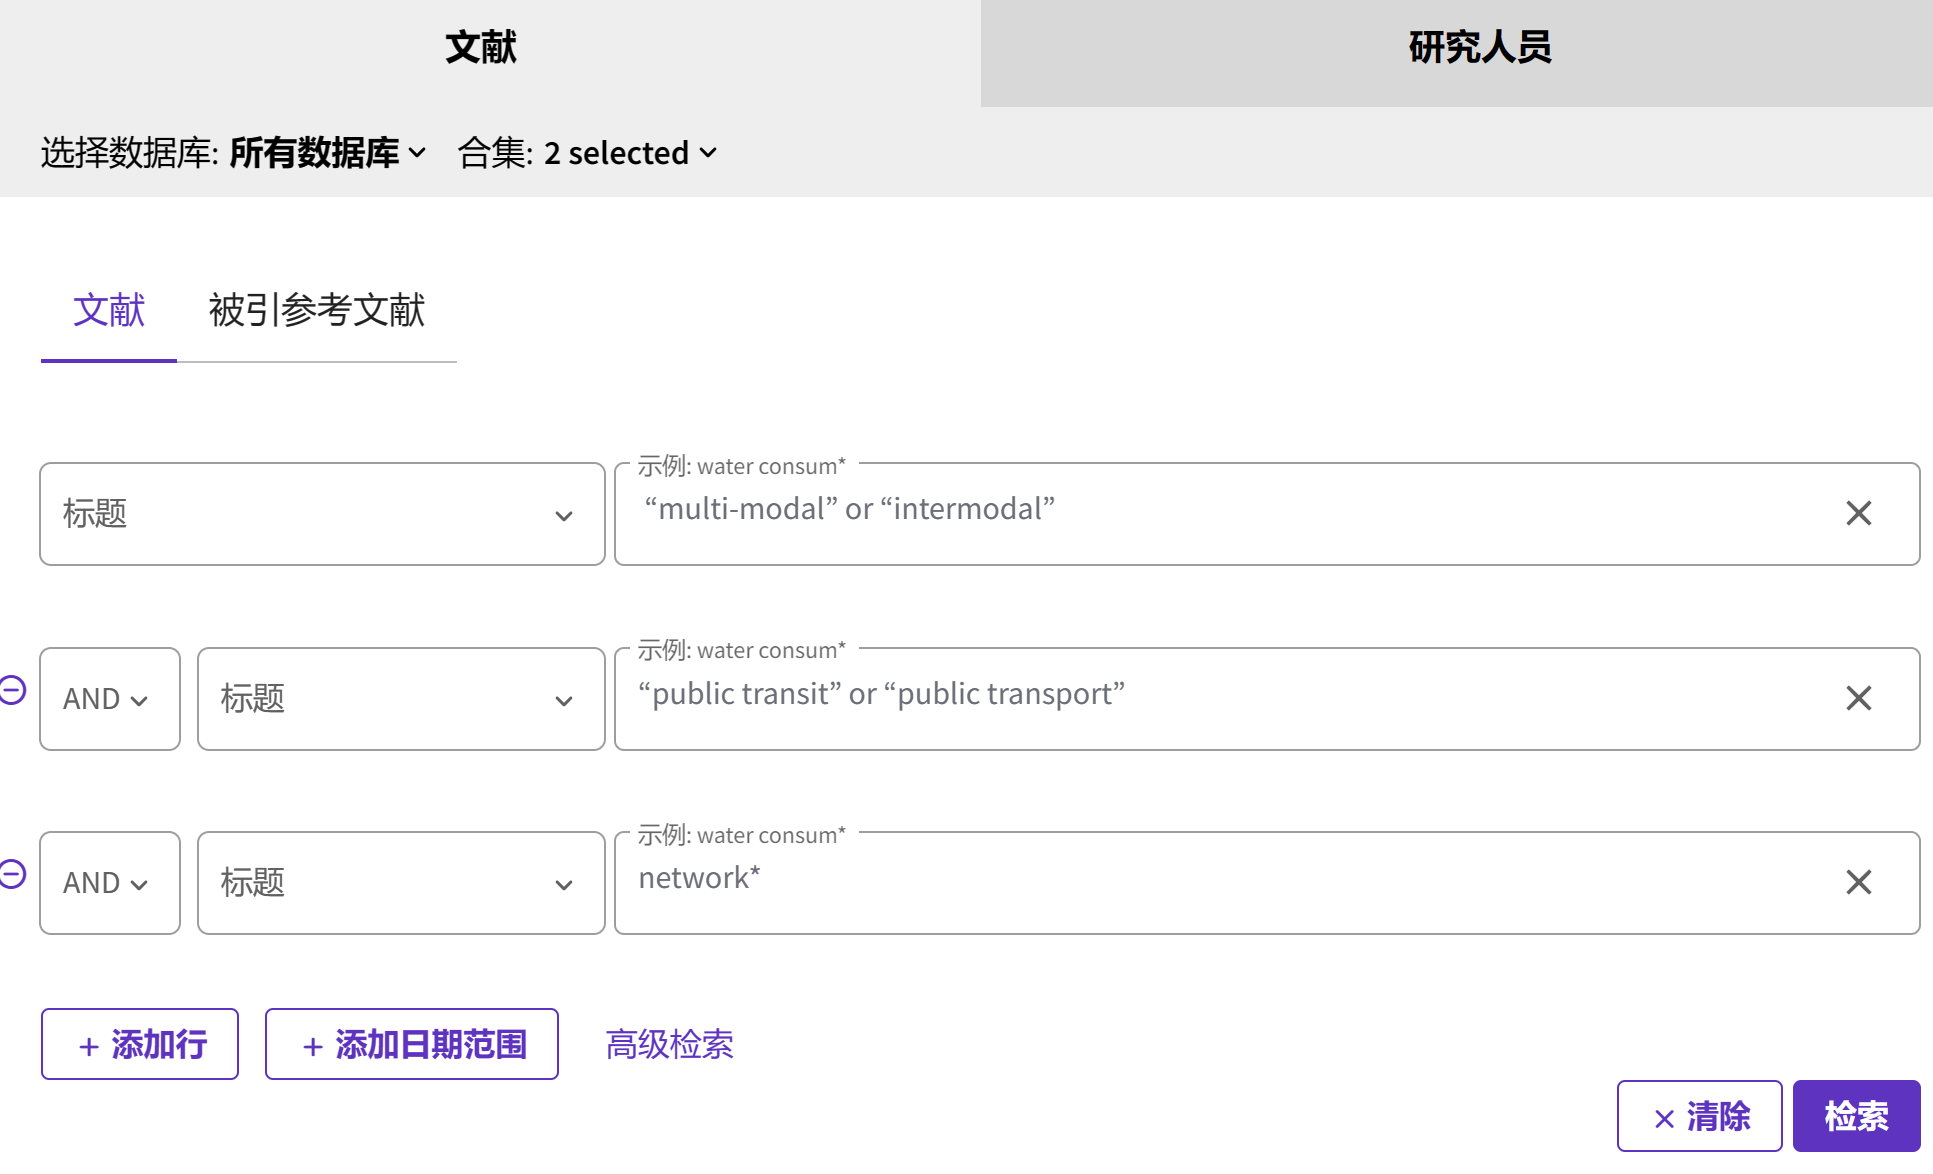 文献 研究人员
选择数据库: 所有数据库 合集: 2 selected
文献 被引参考文献
示例: water consum*
标题 “multi-modal” or “intermodal”
示例: water consum*
AND 标题 “public transit” or “public transport”
示例: water consum*
AND 标题 network*
+ 添加行 + 添加日期范围 高级检索
× 清除 检索